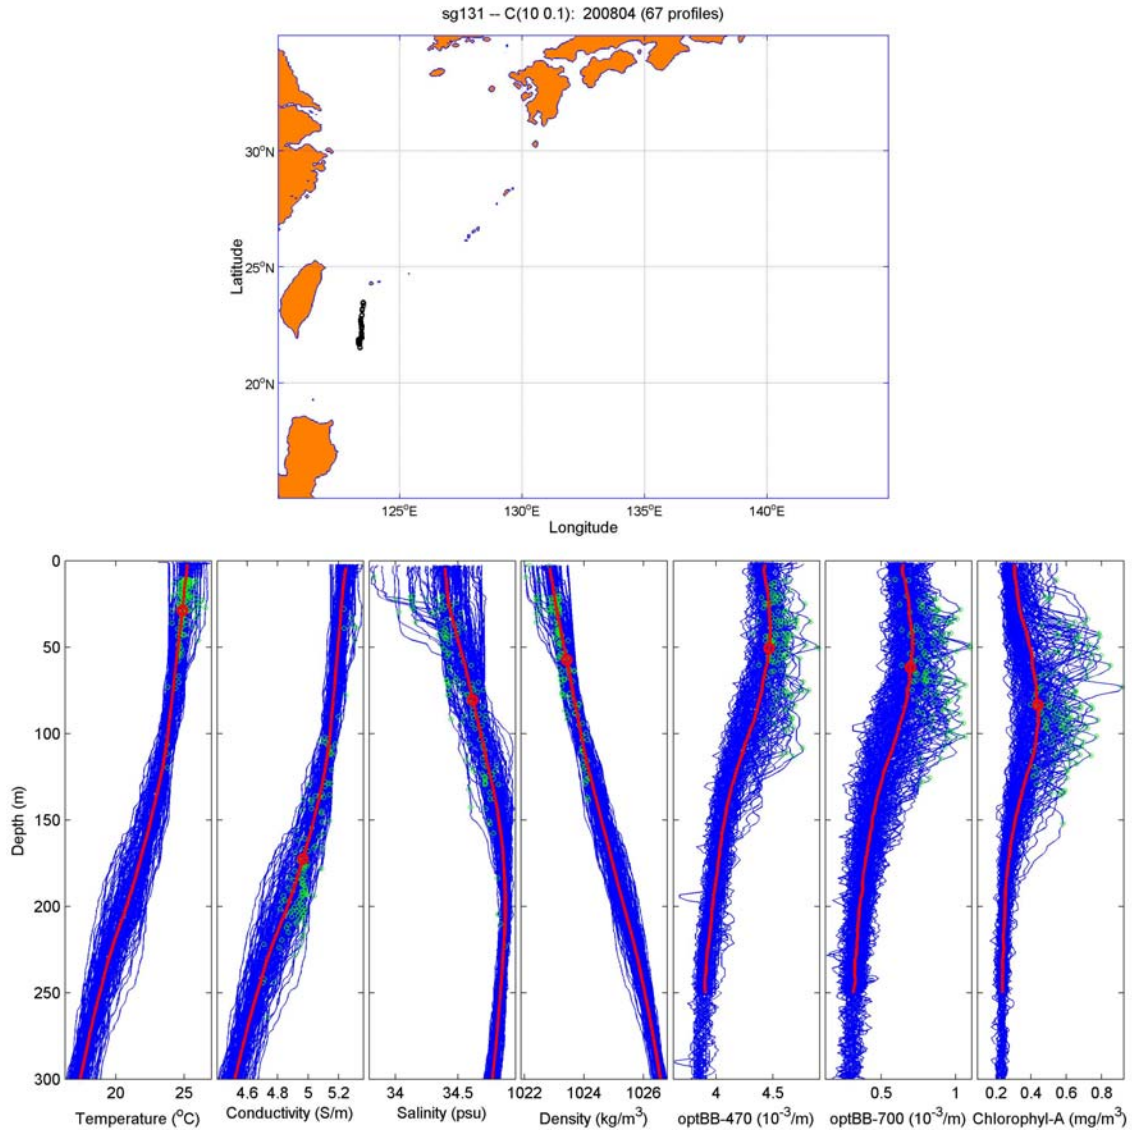 sg131 -- C(10 0.1): 200804 (67 profiles)
30°N
25°N
20°N
Latitude
125°E 130°E 135°E 140°E
Longitude
0
50
100
150
200
250
300
Depth (m)
20 25 4.6 4.8 5 5.2 34 34.5 1022 1024 1026 4 4.5 0.5 1 0.2 0.4 0.6 0.8
Temperature (°C) Conductivity (S/m) Salinity (psu) Density (kg/m³) optBB-470 (10⁻³/m) optBB-700 (10⁻³/m) Chlorophyl-A (mg/m³)